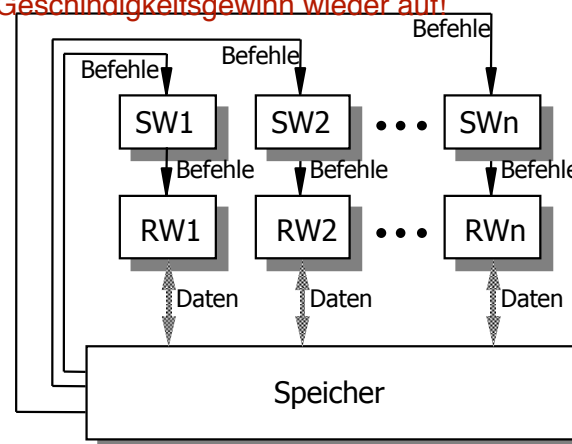 Geschindigkeitsgewinn wieder auf!
Befehle
Befehle
Befehle
SW1 SW2 SWn
Befehle Befehle Befehle
RW1 RW2 RWn
Daten Daten Daten
Speicher